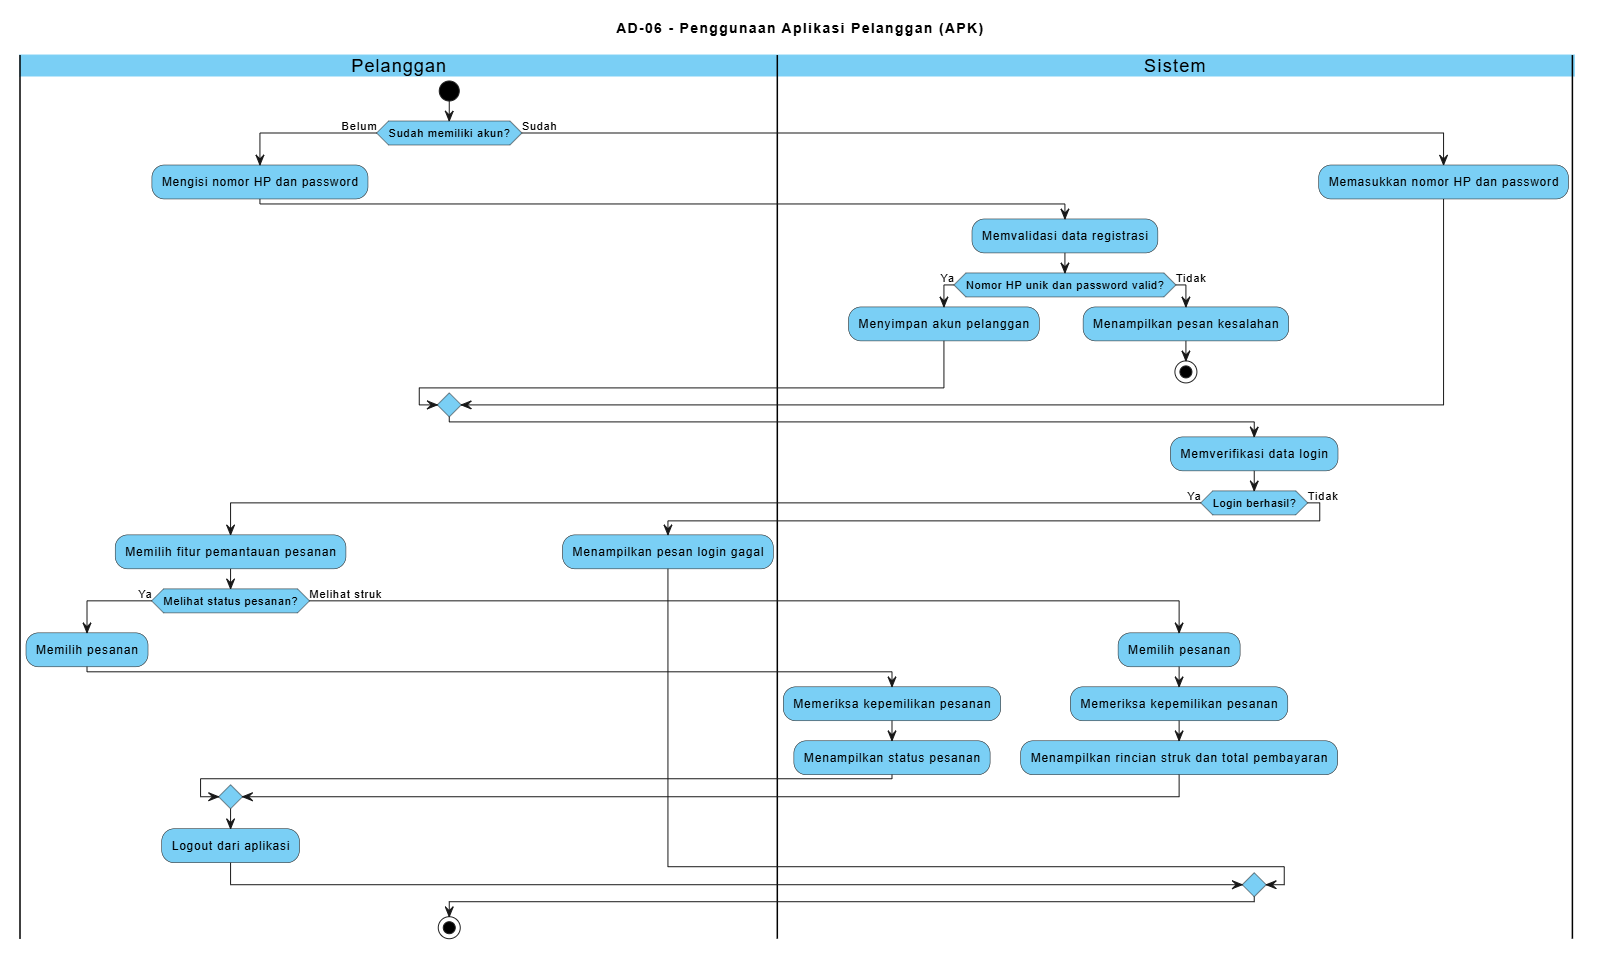 AD-06 - Penggunaan Aplikasi Pelanggan (APK)
Pelanggan
Sistem
Belum
Sudah memiliki akun?
Sudah
Mengisi nomor HP dan password
Memasukkan nomor HP dan password
Memvalidasi data registrasi
Ya
Nomor HP unik dan password valid?
Tidak
Menyimpan akun pelanggan
Menampilkan pesan kesalahan
Memverifikasi data login
Ya
Login berhasil?
Tidak
Memilih fitur pemantauan pesanan
Menampilkan pesan login gagal
Ya
Melihat status pesanan?
Melihat struk
Memilih pesanan
Memilih pesanan
Memeriksa kepemilikan pesanan
Memeriksa kepemilikan pesanan
Menampilkan status pesanan
Menampilkan rincian struk dan total pembayaran
Logout dari aplikasi